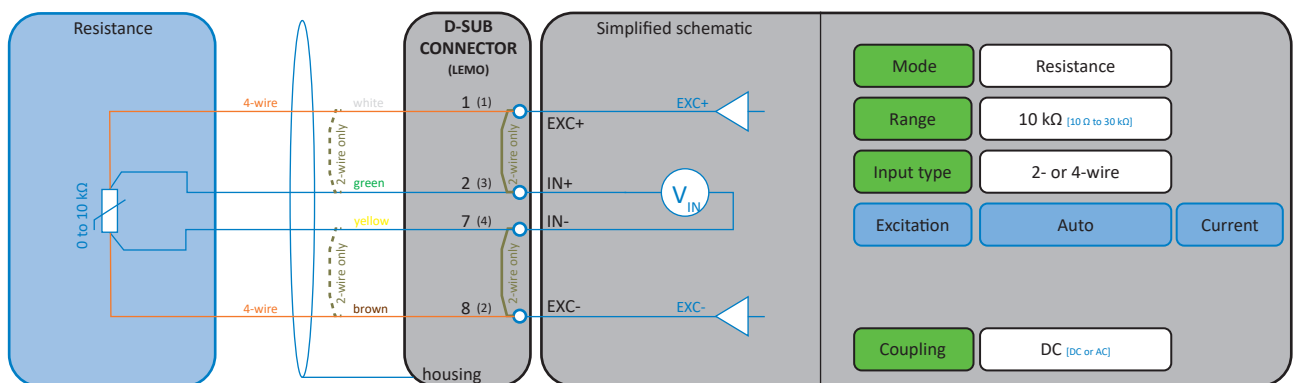 Resistance
D-SUB
CONNECTOR
(LEMO)
Simplified schematic
4-wire
white
1 (1)
EXC+
EXC+
2-wire only
2-wire only
green
2 (3)
IN+
VIN
0 to 10 kΩ
yellow
7 (4)
IN-
2-wire only
2-wire only
4-wire
brown
8 (2)
EXC-
EXC-
housing
Mode
Resistance
Range
10 kΩ [10 Ω to 30 kΩ]
Input type
2- or 4-wire
Excitation
Auto
Current
Coupling
DC [DC or AC]